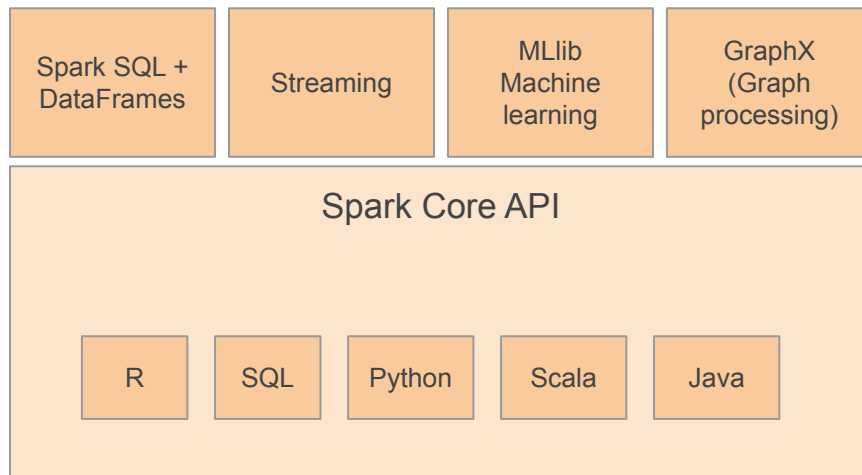 Spark SQL +
DataFrames
Streaming
MLlib
Machine
learning
GraphX
(Graph
processing)
Spark Core API
R
SQL
Python
Scala
Java